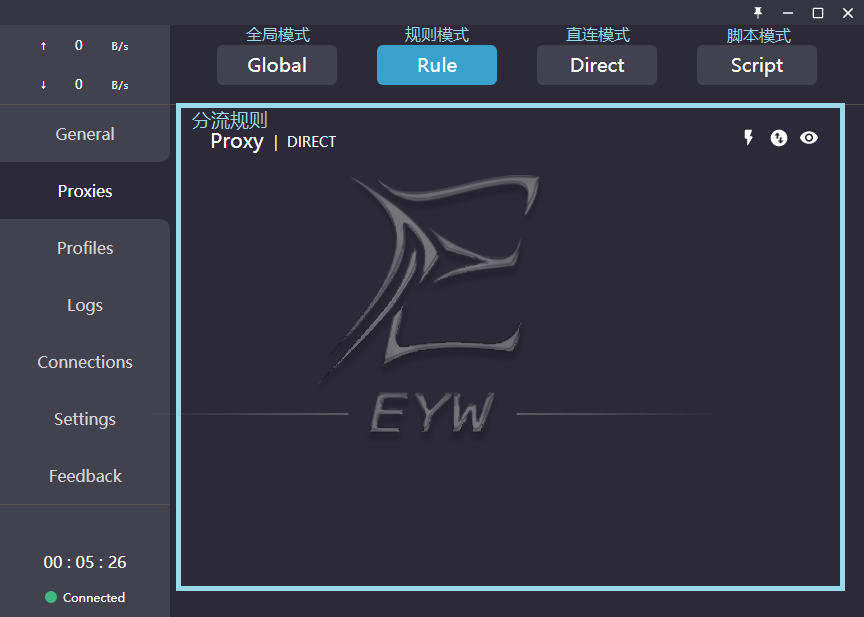 ↑ 0 B/s
↓ 0 B/s
General
Proxies
Profiles
Logs
Connections
Settings
Feedback
00 : 05 : 26
Connected
全局模式 规则模式 直连模式 脚本模式
Global Rule Direct Script
分流规则
Proxy | DIRECT
EYW